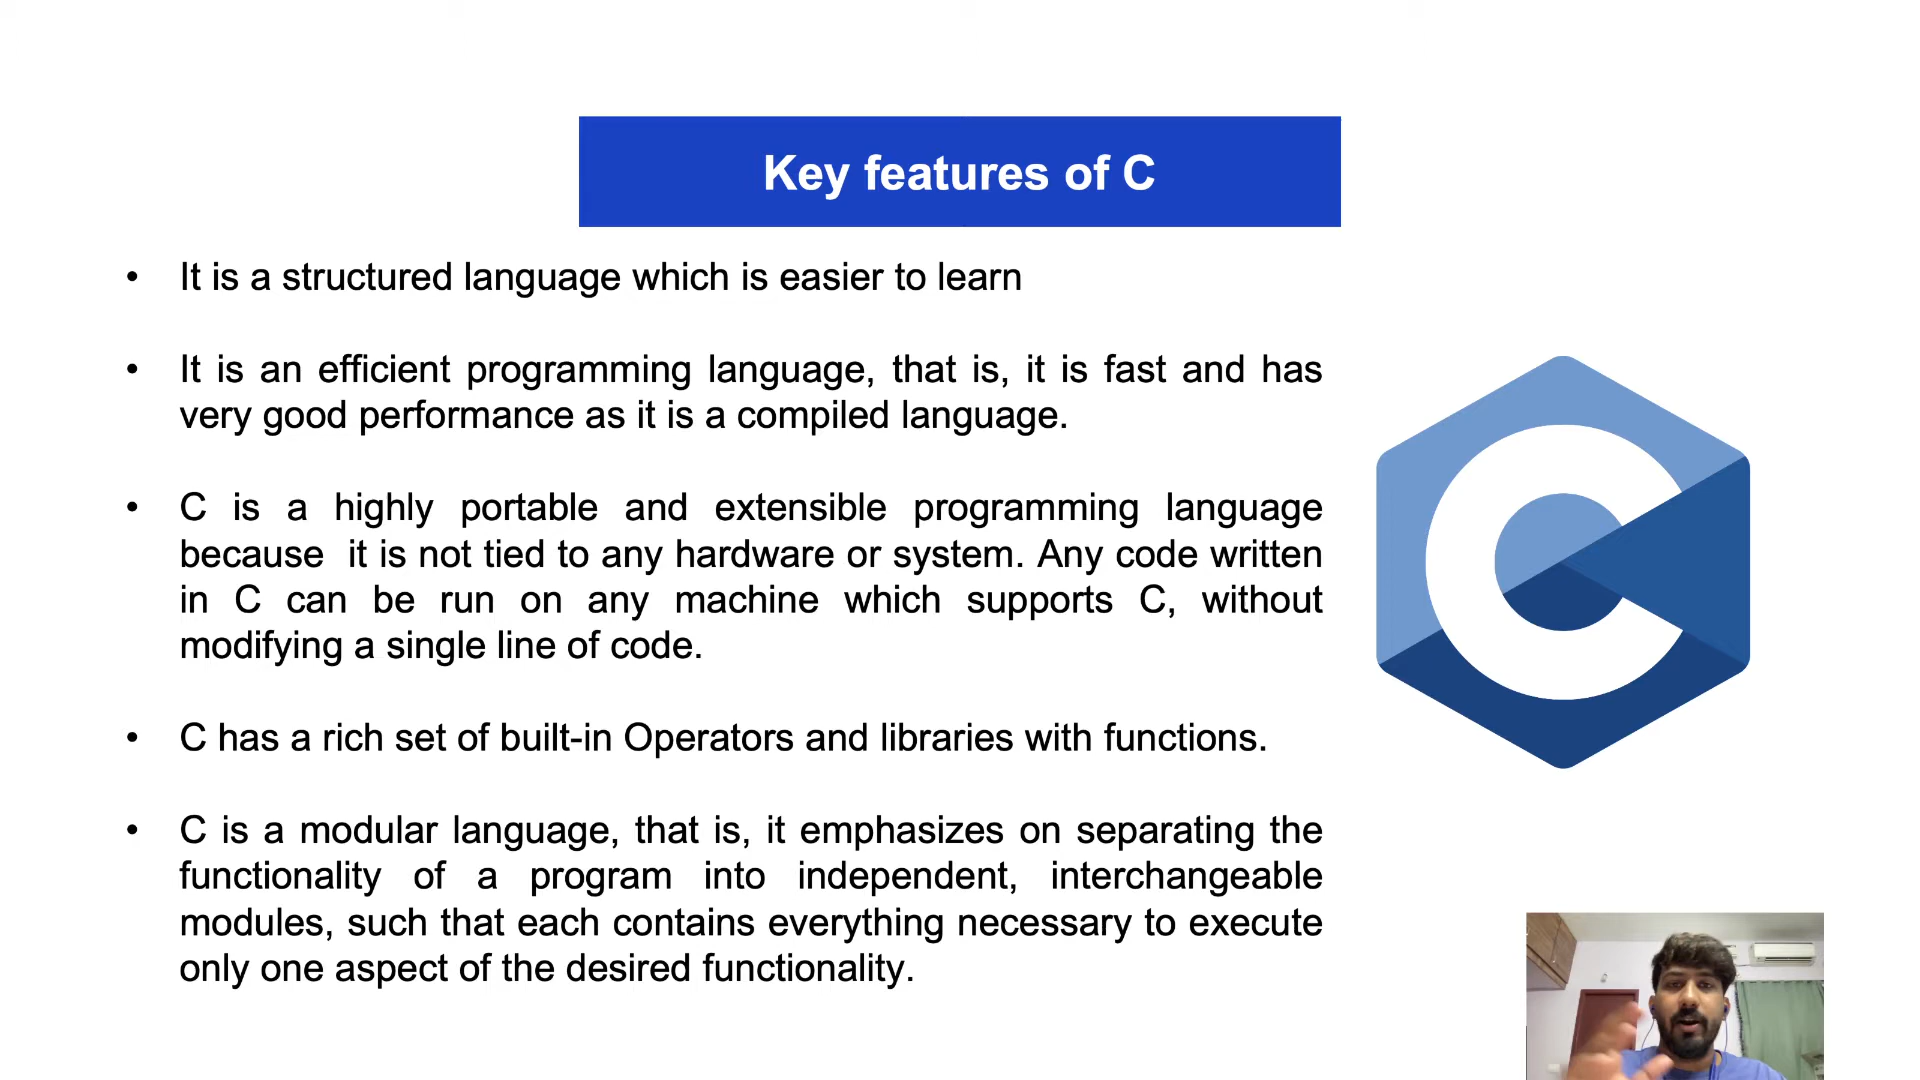 Key features of C
• It is a structured language which is easier to learn
• It is an efficient programming language, that is, it is fast and has
very good performance as it is a compiled language.
• C is a highly portable and extensible programming language
because  it is not tied to any hardware or system. Any code written
in C can be run on any machine which supports C, without
modifying a single line of code.
• C has a rich set of built-in Operators and libraries with functions.
• C is a modular language, that is, it emphasizes on separating the
functionality of a program into independent, interchangeable
modules, such that each contains everything necessary to execute
only one aspect of the desired functionality.
C